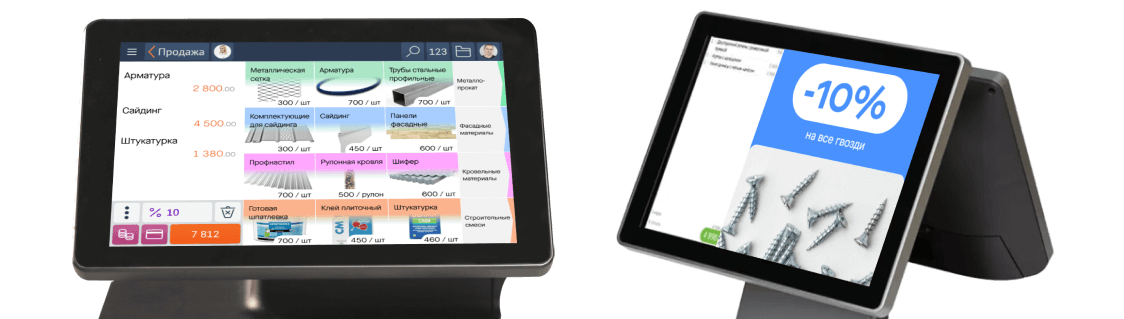 Продажа
123
Арматура
2 800.00
Сайдинг
4 500.00
Штукатурка
1 380.00
% 10
7 812
Металлическая
сетка
300 / шт
Арматура
700 / шт
Трубы стальные
профильные
700 / шт
Металло-
прокат
Комплектующие
для сайдинга
300 / шт
Сайдинг
450 / шт
Панели
фасадные
600 / шт
Фасадные
материалы
Профнастил
700 / шт
Рулонная кровля
500 / рулон
Шифер
600 / шт
Кровельные
материалы
Готовая
шпатлевка
700 / шт
Клей плиточный
450 / шт
Штукатурка
460 / шт
Строительные
смеси
-10%
на все гвозди